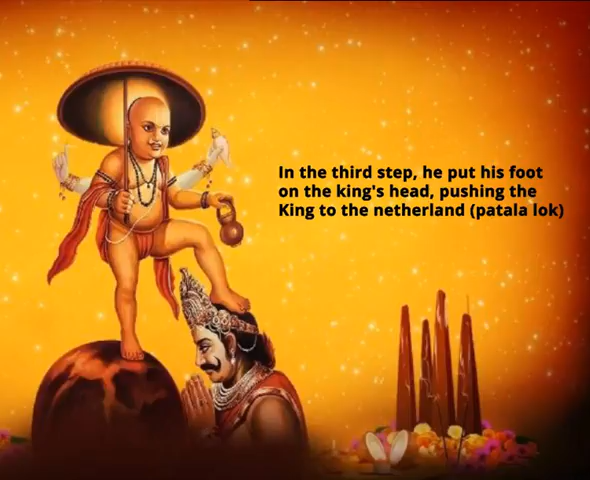 In the third step, he put his foot
on the king's head, pushing the
King to the netherland (patala lok)